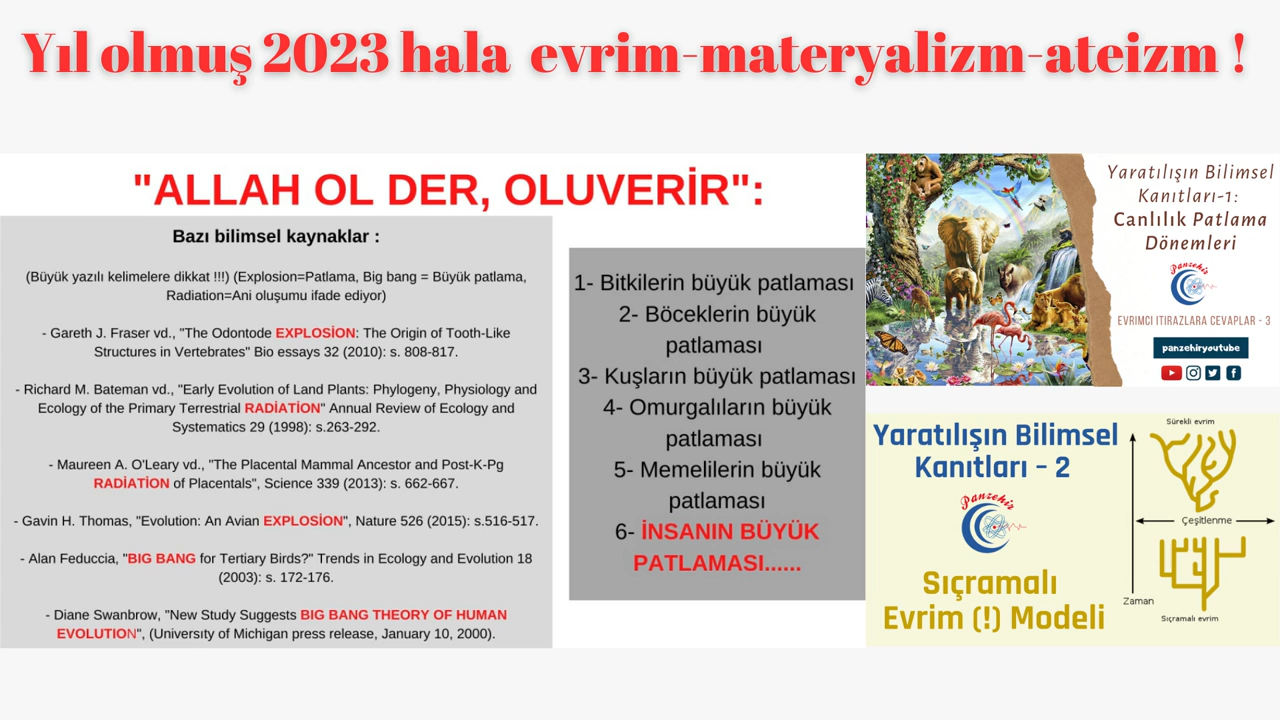 Yıl olmuş 2023 hala evrim-materyalizm-ateizm !
"ALLAH OL DER, OLUVERİR":
Bazı bilimsel kaynaklar :
(Büyük yazılı kelimelere dikkat !!!) (Explosion=Patlama, Big bang = Büyük patlama,
Radiation=Ani oluşumu ifade ediyor)
- Gareth J. Fraser vd., "The Odontode EXPLOSİON: The Origin of Tooth-Like
Structures in Vertebrates" Bio essays 32 (2010): s. 808-817.
- Richard M. Bateman vd., "Early Evolution of Land Plants: Phylogeny, Physiology and
Ecology of the Primary Terrestrial RADİATİON" Annual Review of Ecology and
Systematics 29 (1998): s.263-292.
- Maureen A. O'Leary vd., "The Placental Mammal Ancestor and Post-K-Pg
RADİATİON of Placentals", Science 339 (2013): s. 662-667.
- Gavin H. Thomas, "Evolution: An Avian EXPLOSİON", Nature 526 (2015): s.516-517.
- Alan Feduccia, "BIG BANG for Tertiary Birds?" Trends in Ecology and Evolution 18
(2003): s. 172-176.
- Diane Swanbrow, "New Study Suggests BIG BANG THEORY OF HUMAN
EVOLUTION", (Universıty of Michigan press release, January 10, 2000).
1- Bitkilerin büyük patlaması
2- Böceklerin büyük
patlaması
3- Kuşların büyük patlaması
4- Omurgalıların büyük
patlaması
5- Memelilerin büyük
patlaması
6- İNSANIN BÜYÜK
PATLAMASI......
Yaratılışın Bilimsel
Kanıtları-1:
Canlılık Patlama
Dönemleri
Panzehir
EVRIMCI ITIRAZLARA CEVAPLAR - 3
panzehiryoutube
Yaratılışın Bilimsel
Kanıtları - 2
Panzehir
Sıçramalı
Evrim (!) Modeli
Sürekli evrim
Çeşitlenme
Zaman
Sıçramalı evrim